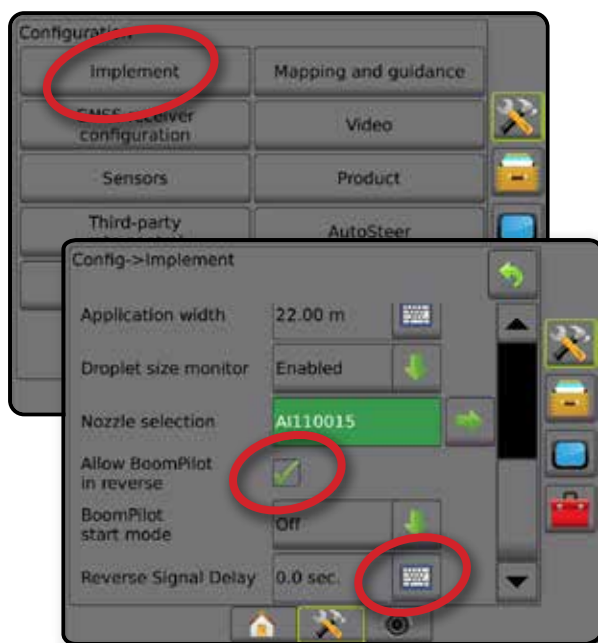 Configuration
Implement
Mapping and guidance
GNSS receiver
configuration
Video
Sensors
Product
Third-party
AutoSteer
Config->Implement
Application width
22.00 m
Droplet size monitor
Enabled
Nozzle selection
AI110015
Allow BoomPilot
in reverse
BoomPilot
start mode
Off
Reverse Signal Delay
0.0 sec.